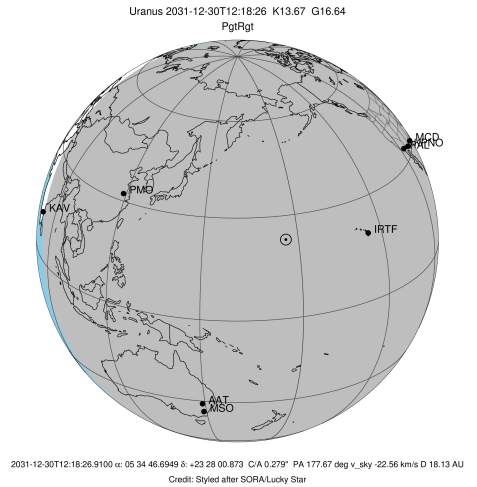 Uranus 2031-12-30T12:18:26 K13.67 G16.64
PgtRgt
MCD
PMO
KAV
IRTF
AAT
MSO
2031-12-30T12:18:26.9100 α: 05 34 46.6949 δ: +23 28 00.873 C/A 0.279" PA 177.67 deg v_sky -22.56 km/s D 18.13 AU
Credit: Styled after SORA/Lucky Star